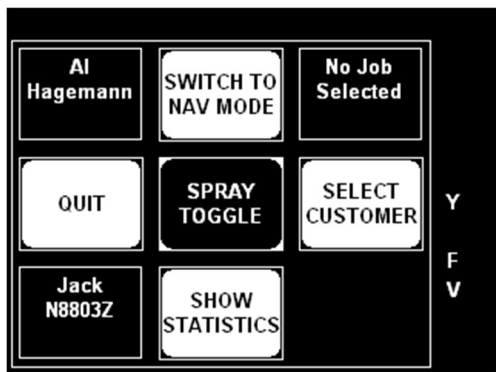 Al
Hagemann
SWITCH TO
NAV MODE
No Job
Selected
QUIT
SPRAY
TOGGLE
SELECT
CUSTOMER
Y
F
V
Jack
N8803Z
SHOW
STATISTICS